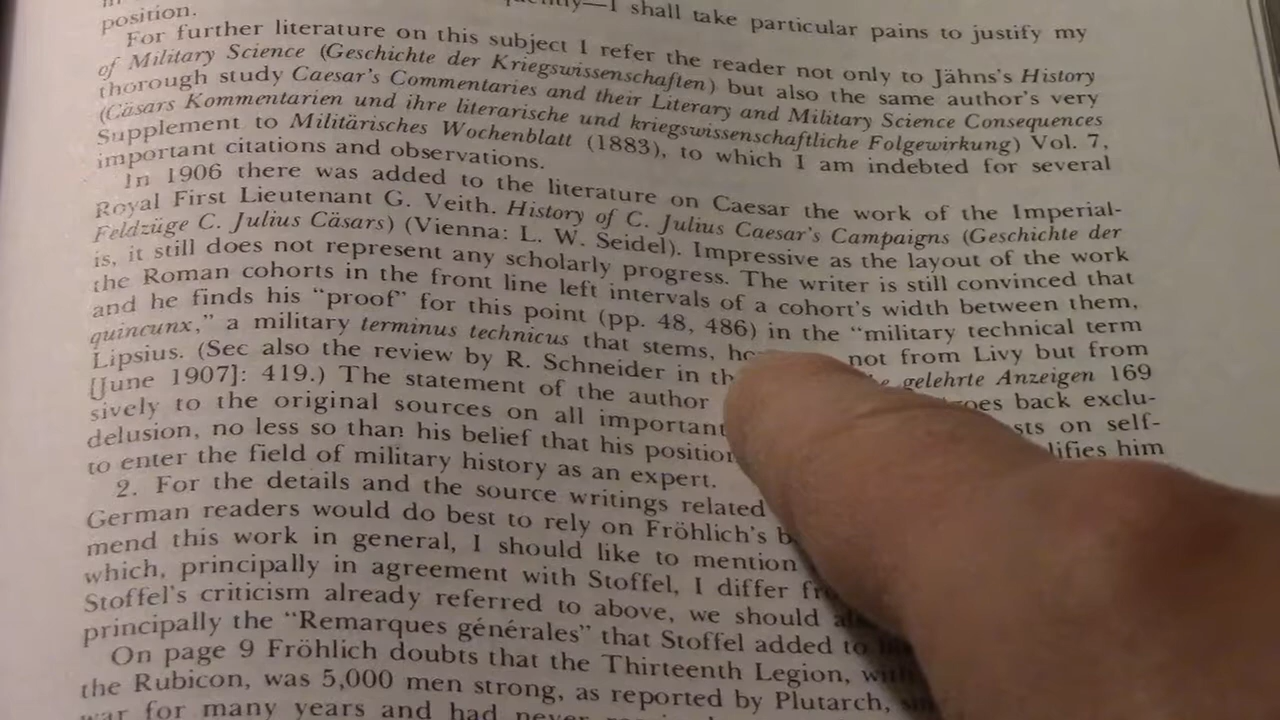 —I shall take particular pains to justify my
position.
For further literature on this subject I refer the reader not only to Jähns's History
of Military Science (Geschichte der Kriegswissenschaften) but also the same author's very
thorough study Caesar's Commentaries and their Literary and Military Science Consequences
(Cäsars Kommentarien und ihre literarische und kriegswissenschaftliche Folgewirkung) Vol. 7,
Supplement to Militärisches Wochenblatt (1883), to which I am indebted for several
important citations and observations.
In 1906 there was added to the literature on Caesar the work of the Imperial-
Royal First Lieutenant G. Veith. History of C. Julius Caesar's Campaigns (Geschichte der
Feldzüge C. Julius Cäsars) (Vienna: L. W. Seidel). Impressive as the layout of the work
is, it still does not represent any scholarly progress. The writer is still convinced that
the Roman cohorts in the front line left intervals of a cohort's width between them,
and he finds his "proof" for this point (pp. 48, 486) in the "military technical term
quincunx," a military terminus technicus that stems, not from Livy but from
Lipsius. (See also the review by R. Schneider in gelehrte Anzeigen 169
[June 1907]: 419.) The statement of the author goes back exclu-
sively to the original sources on all important on self-
delusion, no less so than his belief that his him
to enter the field of military history as an expert.
2. For the details and the source writings related
German readers would do best to rely on Fröhlich's
mend this work in general, I should like to mention
which, principally in agreement with Stoffel, I differ
Stoffel's criticism already referred to above, we should
principally the "Remarques générales" that Stoffel added to
On page 9 Fröhlich doubts that the Thirteenth Legion,
the Rubicon, was 5,000 men strong, as reported by Plutarch,
war for many years and had never